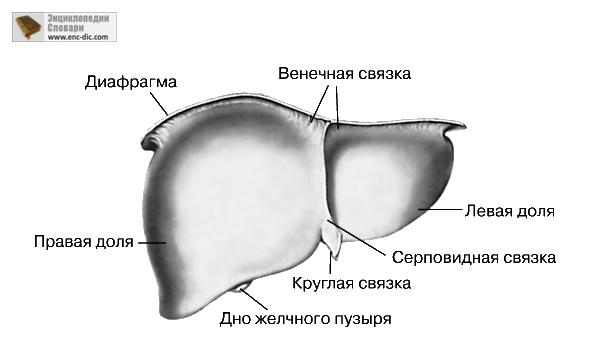 Энциклопедии
Словари
www.enc-dic.com
Венечная связка
Диафрагма
Левая доля
Правая доля
Серповидная связка
Круглая связка
Дно желчного пузыря